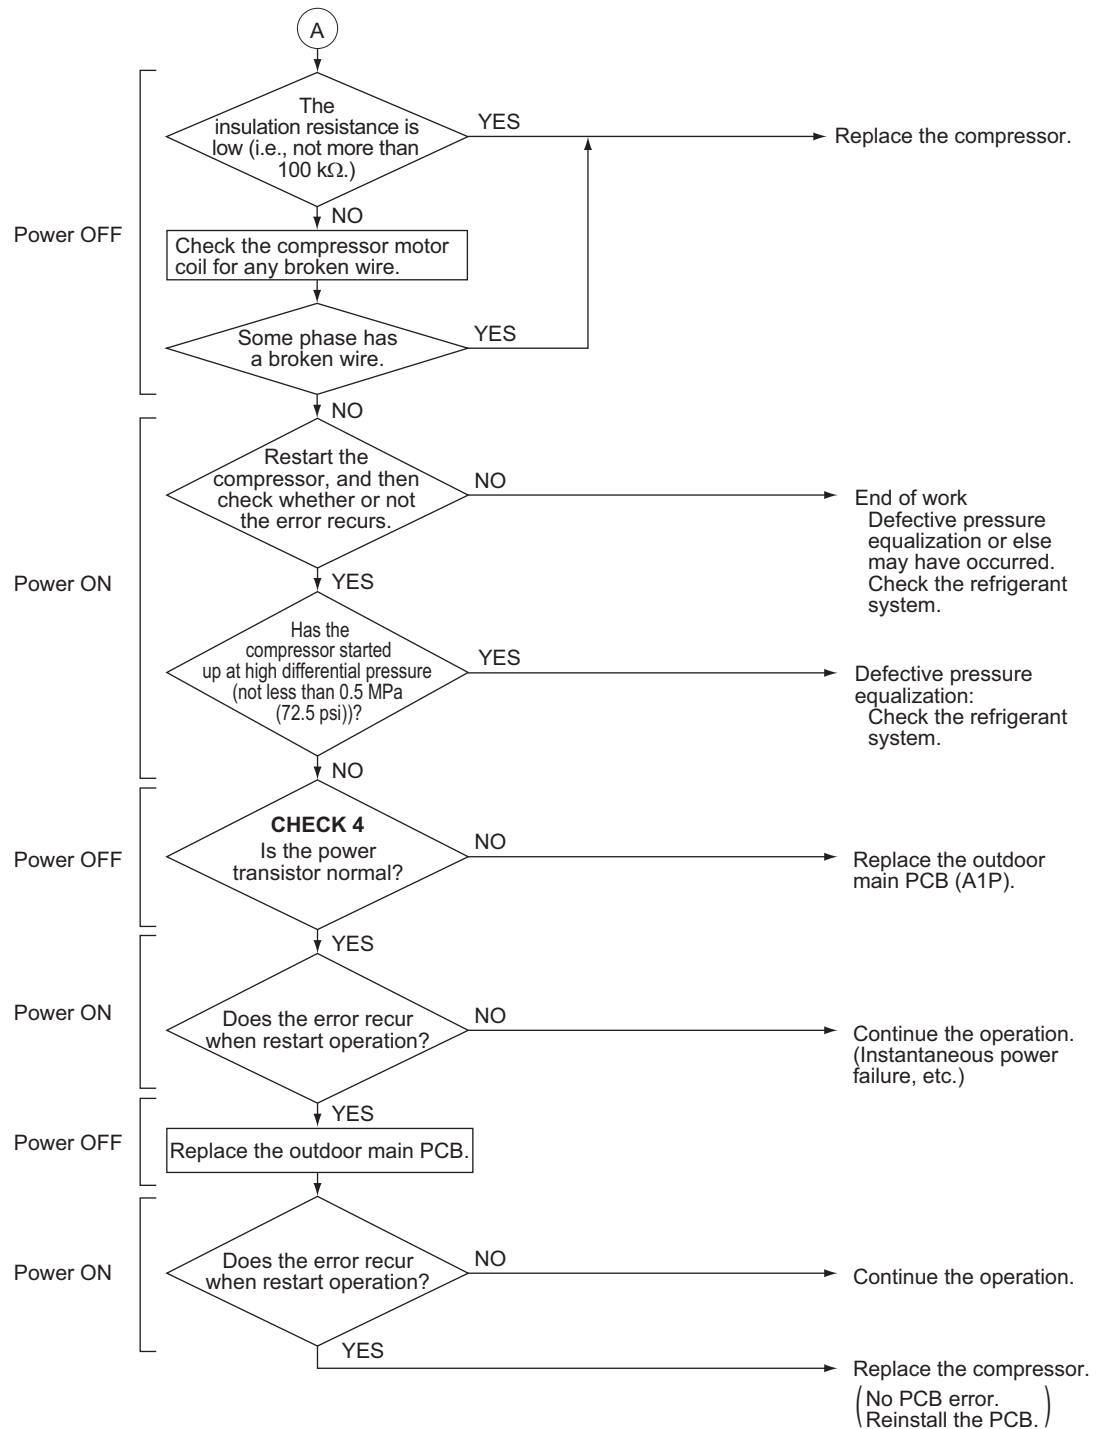 A
The
insulation resistance is
low (i.e., not more than
100 kΩ.)
YES
Replace the compressor.
NO
Power OFF
Check the compressor motor
coil for any broken wire.
Some phase has
a broken wire.
YES
NO
Restart the
compressor, and then
check whether or not
the error recurs.
NO
End of work
Defective pressure
equalization or else
may have occurred.
Check the refrigerant
system.
Power ON
YES
Has the
compressor started
up at high differential pressure
(not less than 0.5 MPa
(72.5 psi))?
YES
Defective pressure
equalization:
Check the refrigerant
system.
NO
Power OFF
CHECK 4
Is the power
transistor normal?
NO
Replace the outdoor
main PCB (A1P).
YES
Power ON
Does the error recur
when restart operation?
NO
Continue the operation.
(Instantaneous power
failure, etc.)
YES
Power OFF
Replace the outdoor main PCB.
Power ON
Does the error recur
when restart operation?
NO
Continue the operation.
YES
Replace the compressor.
(No PCB error.
Reinstall the PCB.)